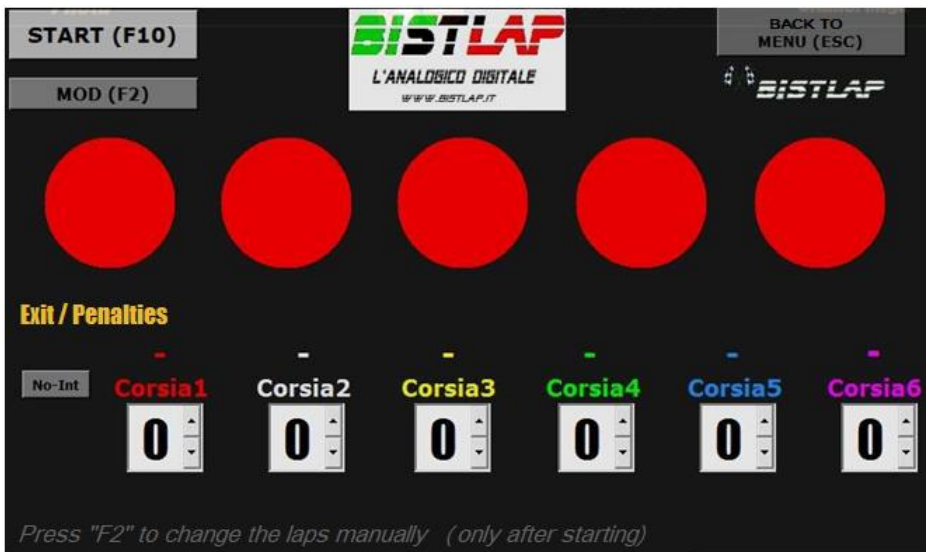 START (F10)
BISTLAP
L'ANALOGICO DIGITALE
WWW.BISTLAP.IT
BACK TO
MENU (ESC)
MOD (F2)
BISTLAP
Exit / Penalties
- - - - - -
No-Int Corsia1 Corsia2 Corsia3 Corsia4 Corsia5 Corsia6
0 0 0 0 0 0
Press "F2" to change the laps manually (only after starting)